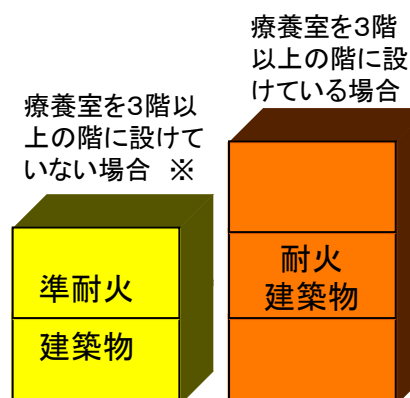 療養室を3階以
上の階に設けて
いない場合　※
準耐火
建築物
療養室を3階
以上の階に設
けている場合
耐火
建築物